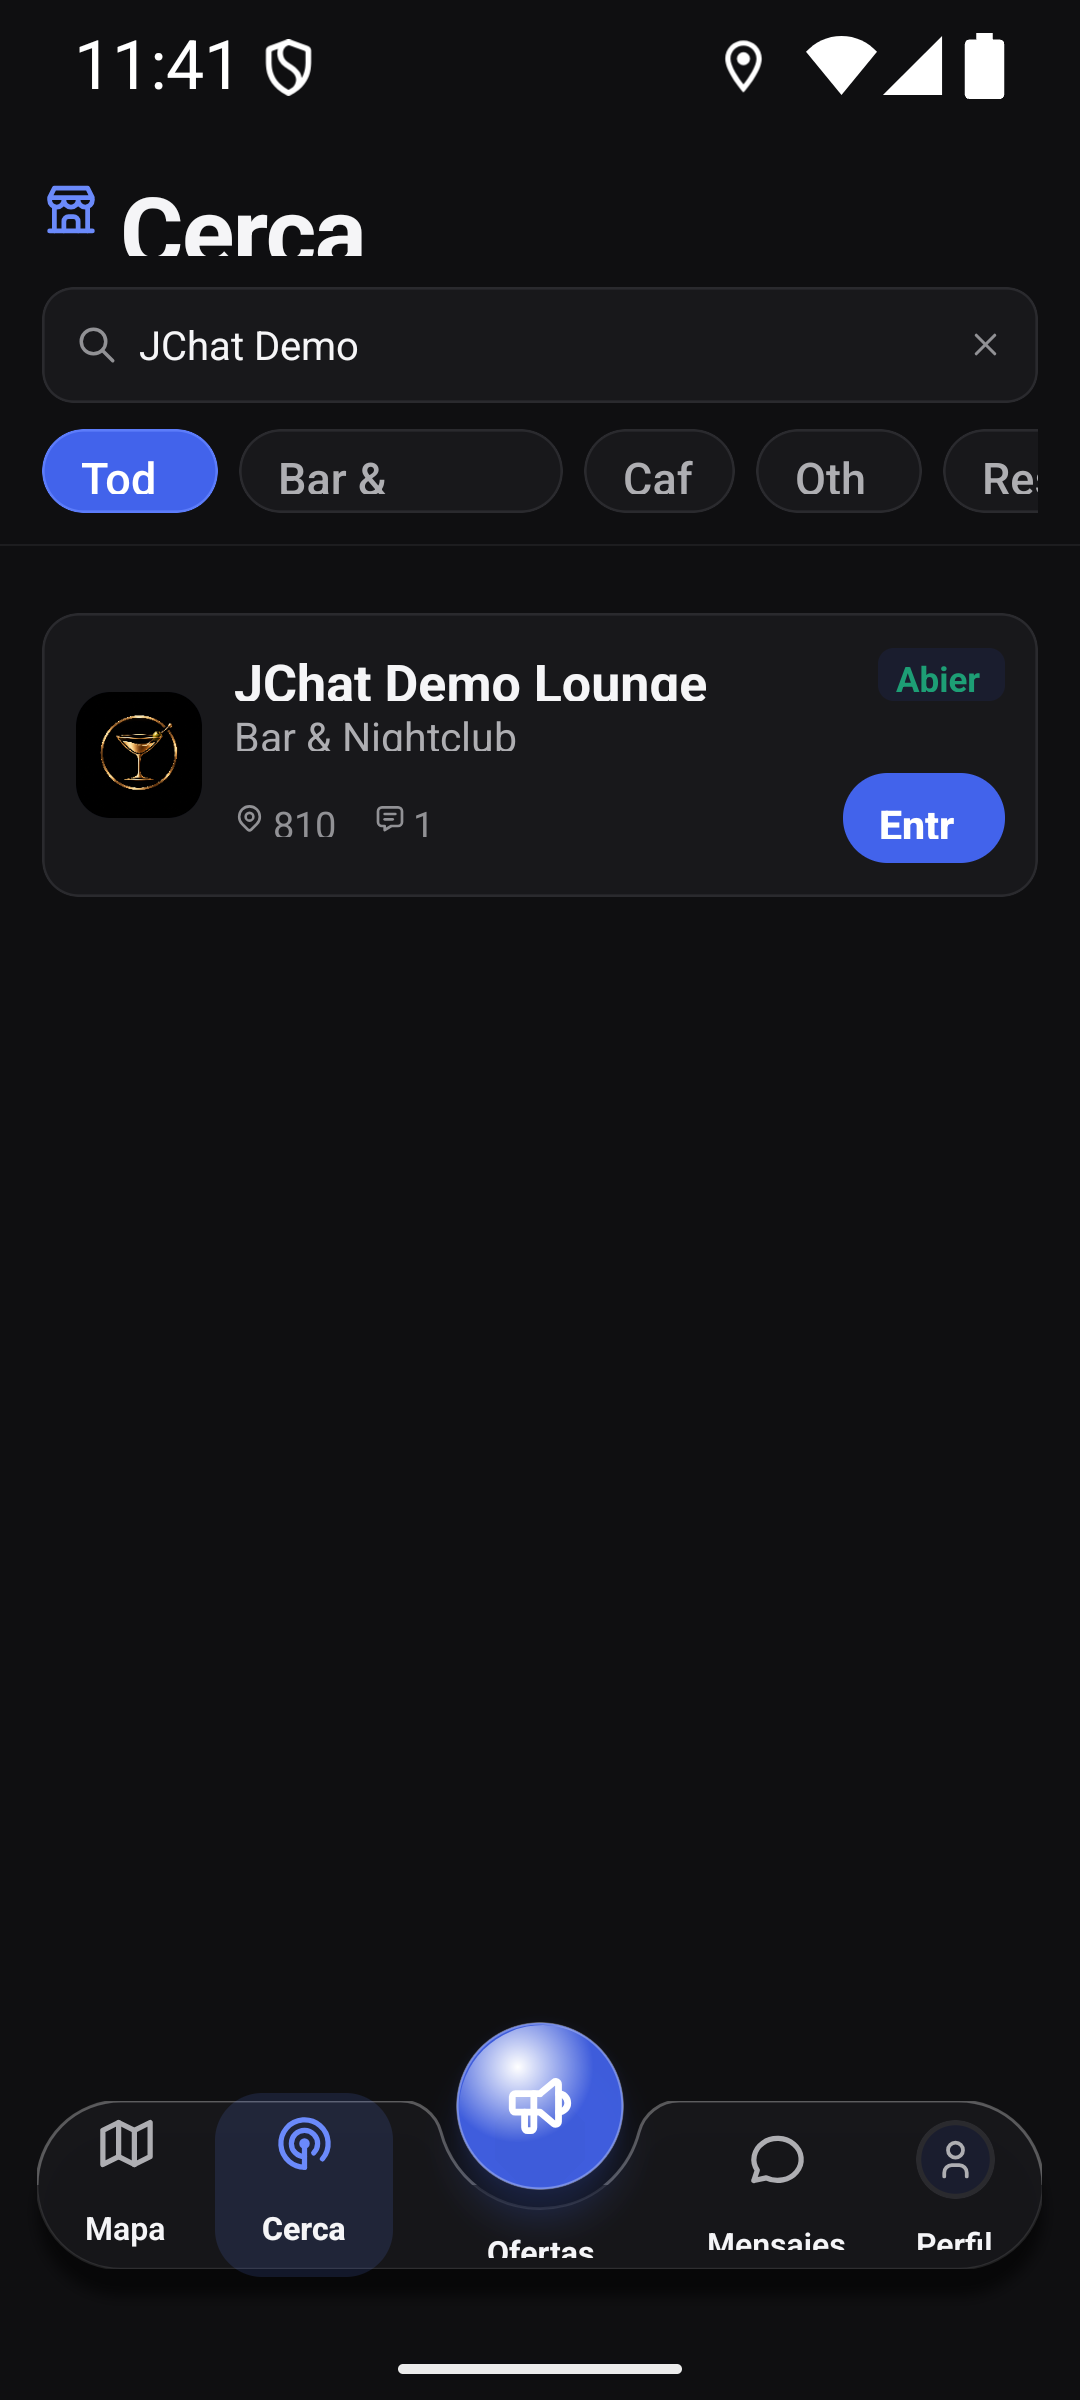 11:41
Cerca
JChat Demo
Tod
Bar &
Caf
Oth
Res
JChat Demo Lounge
Abier
Bar & Nightclub
810
1
Entr
Mapa
Cerca
Ofertas
Mensajes
Perfil